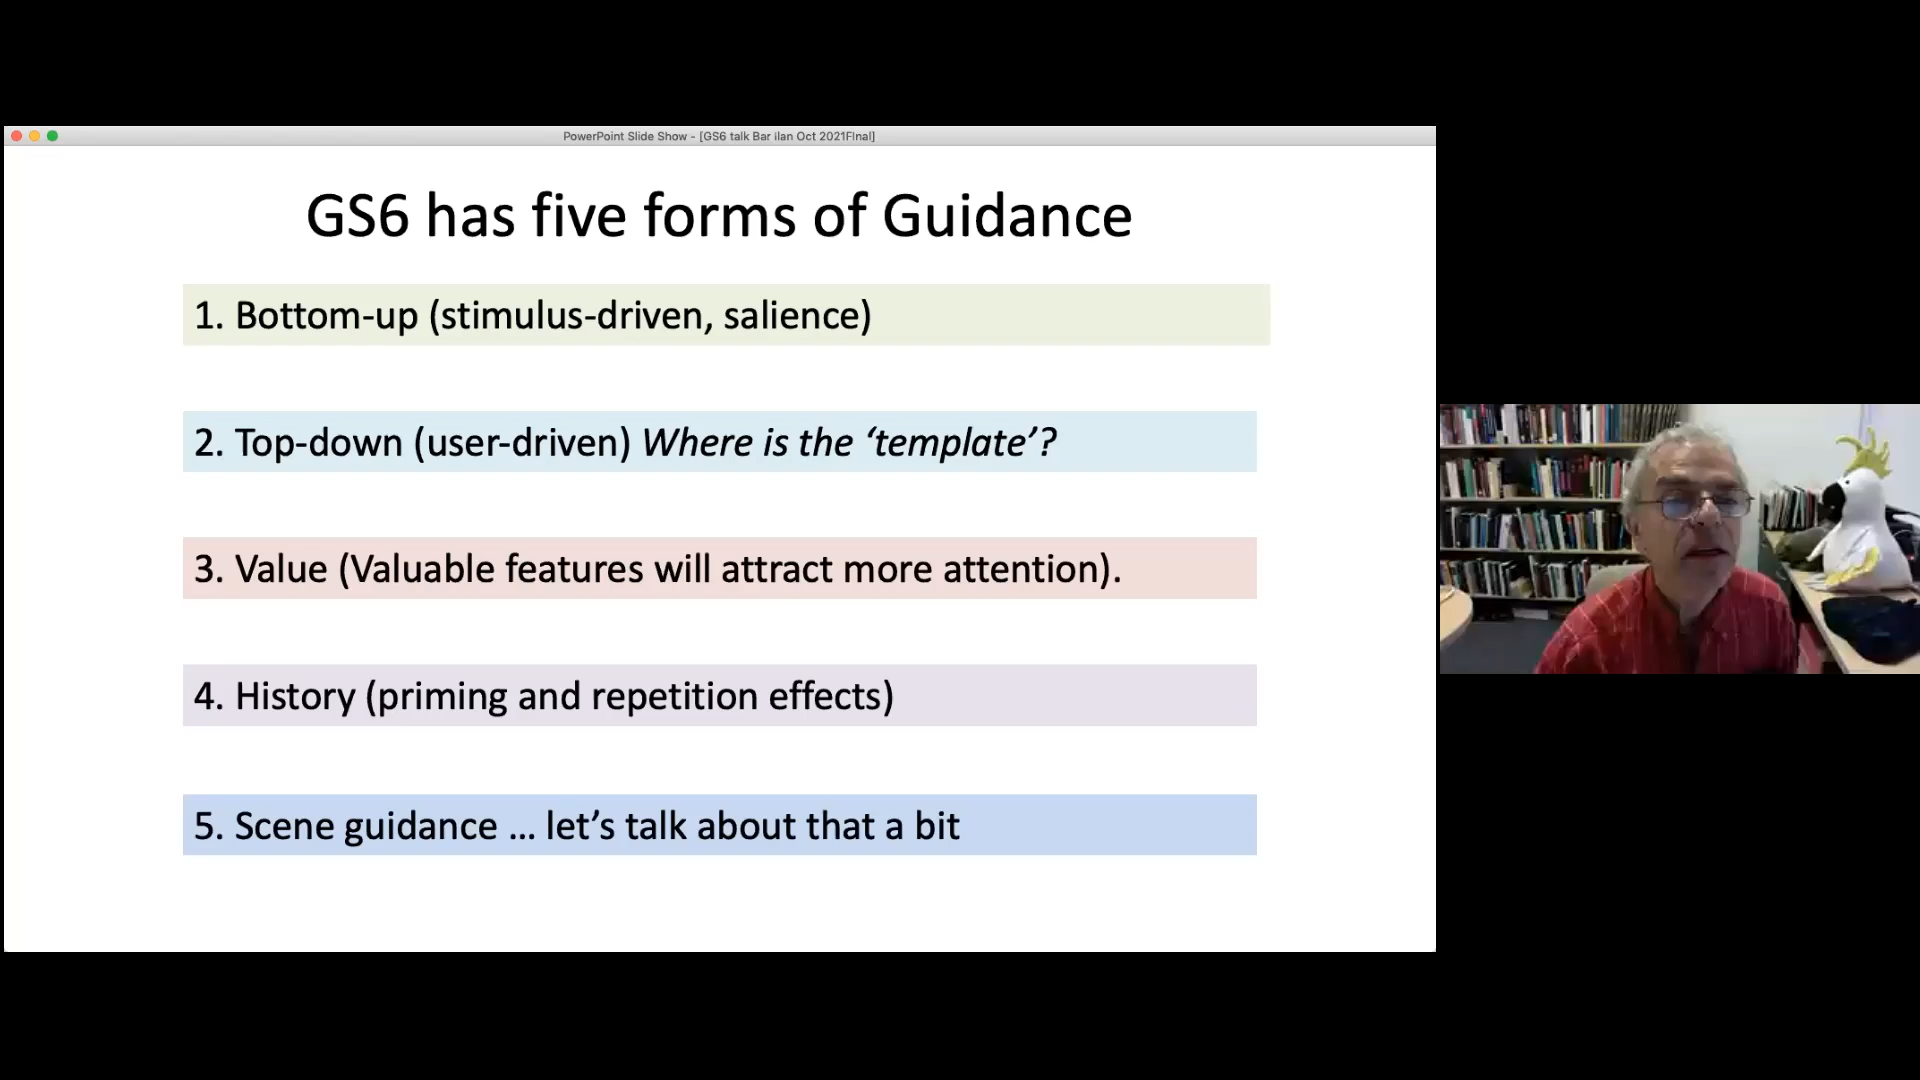 PowerPoint Slide Show - [GS6 talk Bar ilan Oct 2021FInal]
GS6 has five forms of Guidance
1. Bottom-up (stimulus-driven, salience)
2. Top-down (user-driven) Where is the ‘template’?
3. Value (Valuable features will attract more attention).
4. History (priming and repetition effects)
5. Scene guidance … let’s talk about that a bit